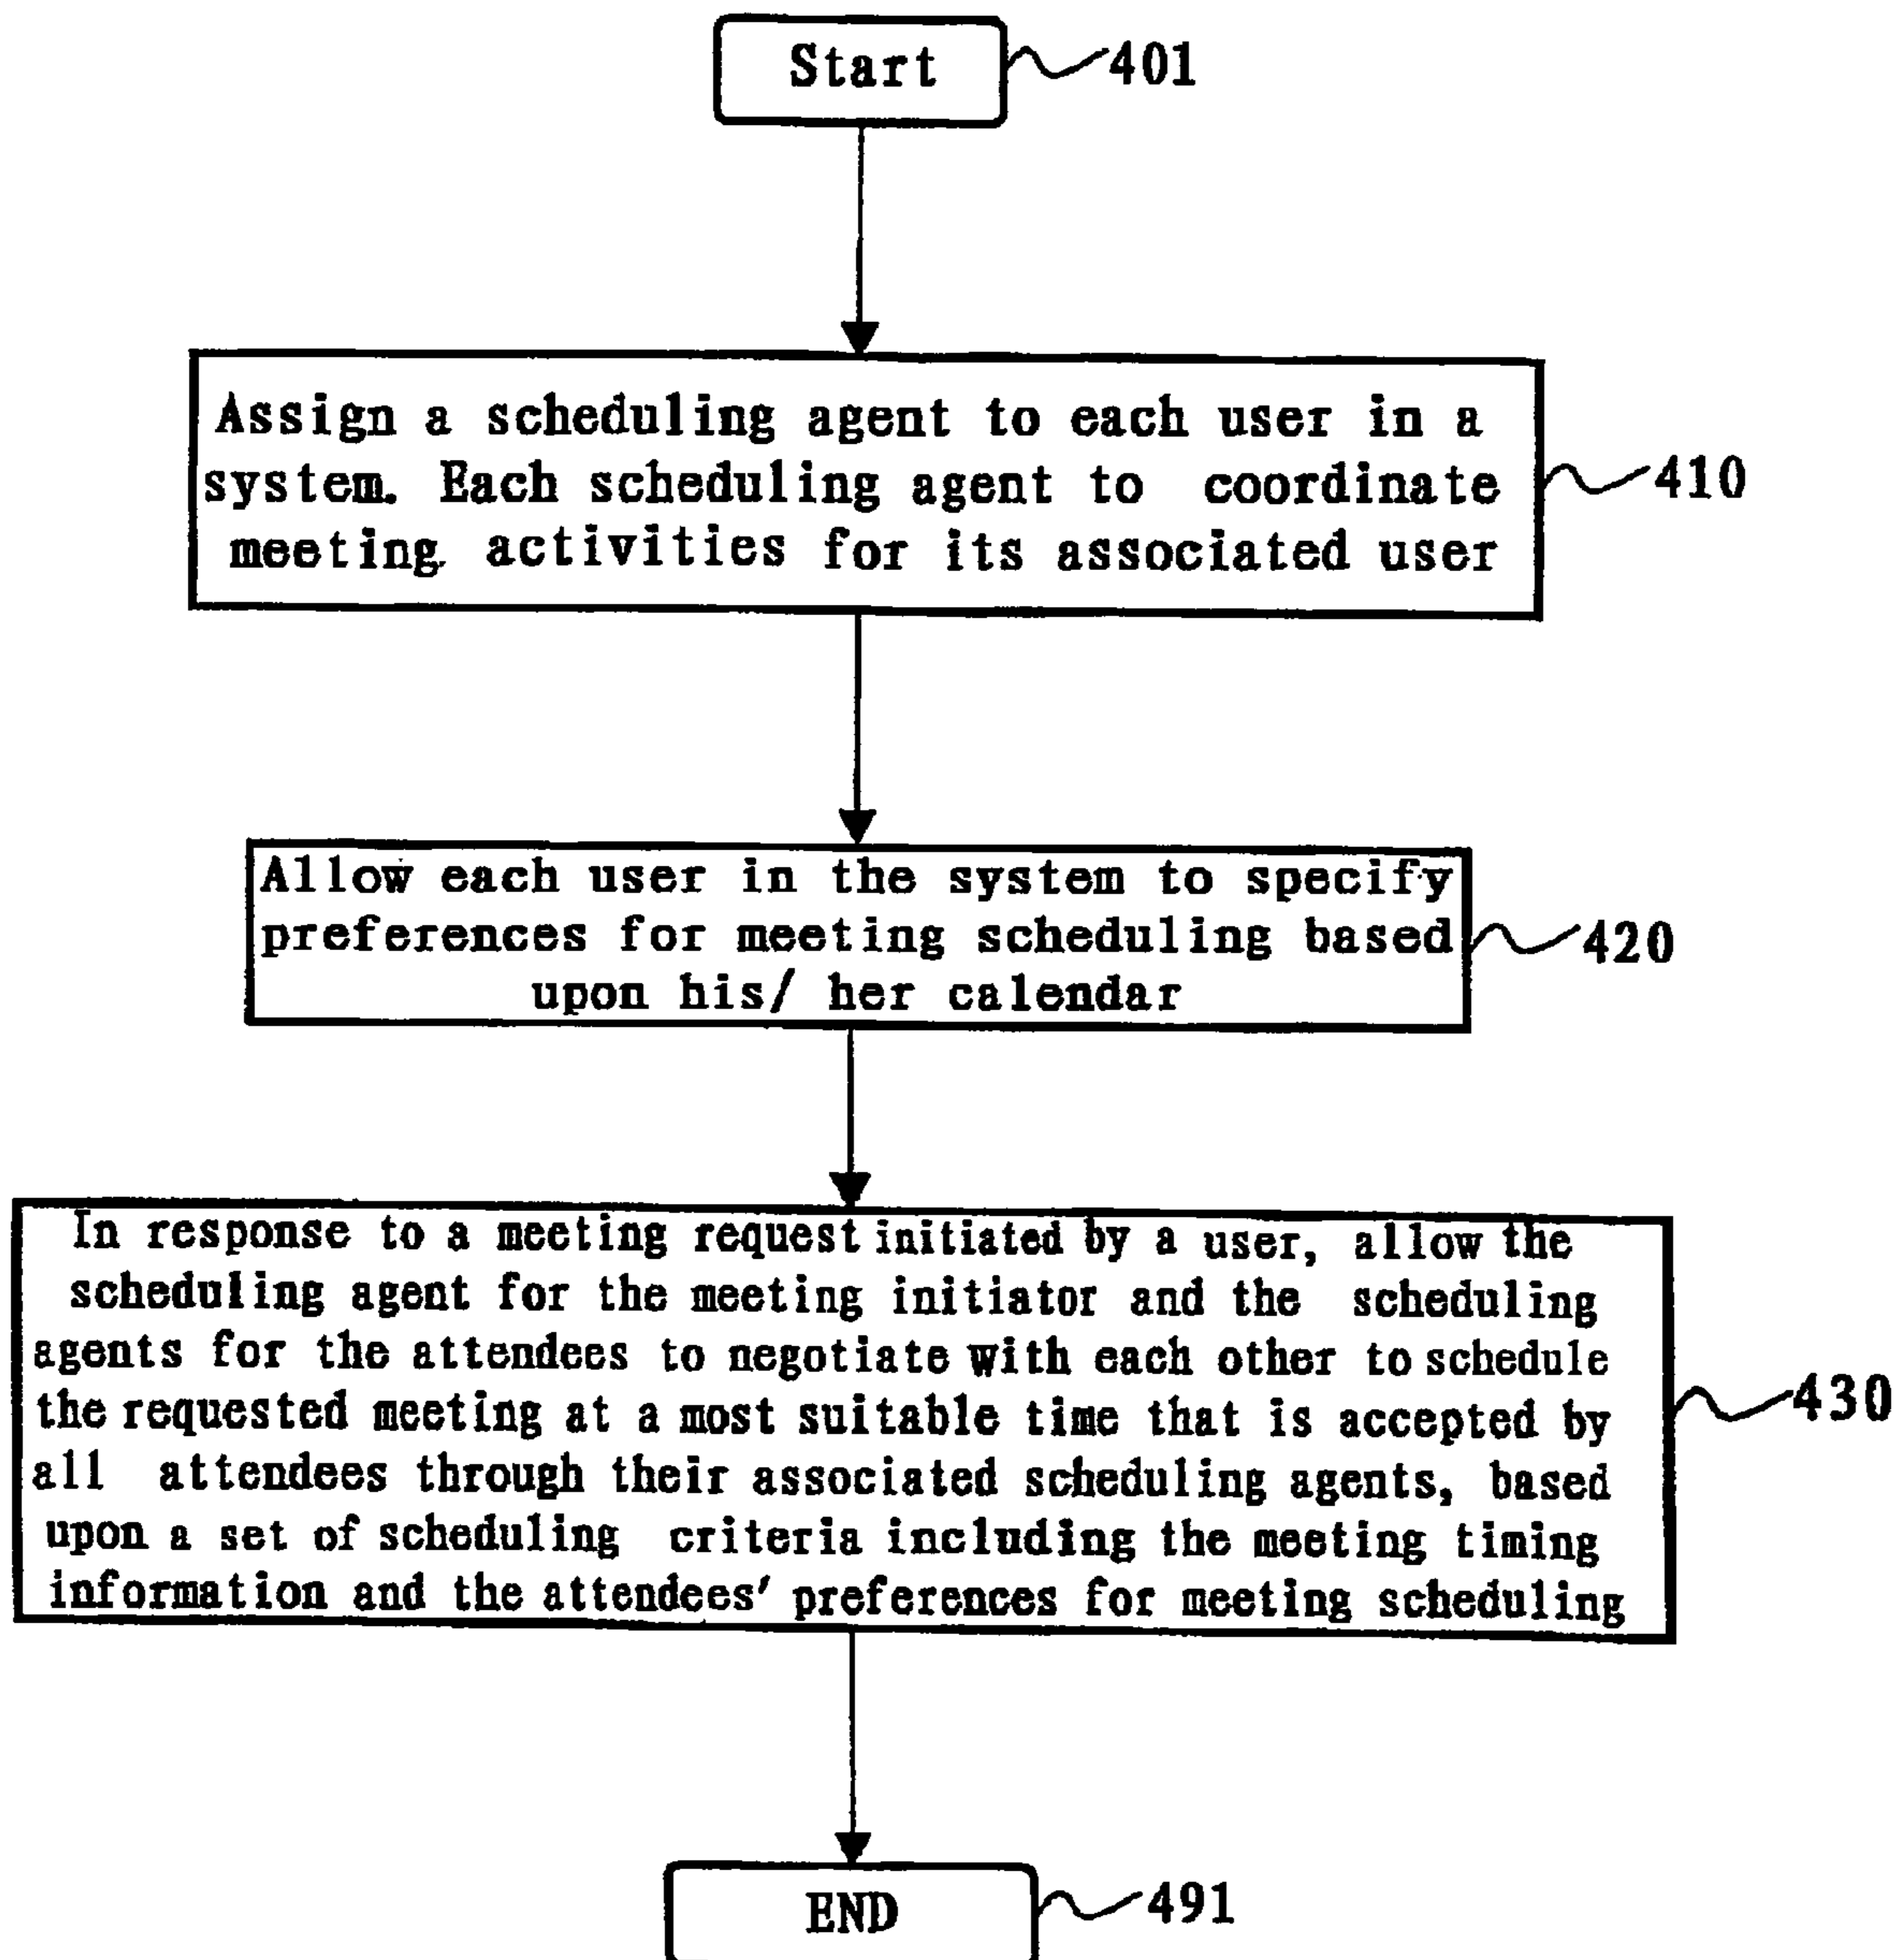 Start 401
Assign a scheduling agent to each user in a
system. Each scheduling agent to coordinate
meeting activities for its associated user
410
Allow each user in the system to specify
preferences for meeting scheduling based
upon his/ her calendar
420
In response to a meeting request initiated by a user, allow the
scheduling agent for the meeting initiator and the scheduling
agents for the attendees to negotiate with each other to schedule
the requested meeting at a most suitable time that is accepted by
all attendees through their associated scheduling agents, based
upon a set of scheduling criteria including the meeting timing
information and the attendees' preferences for meeting scheduling
430
END 491